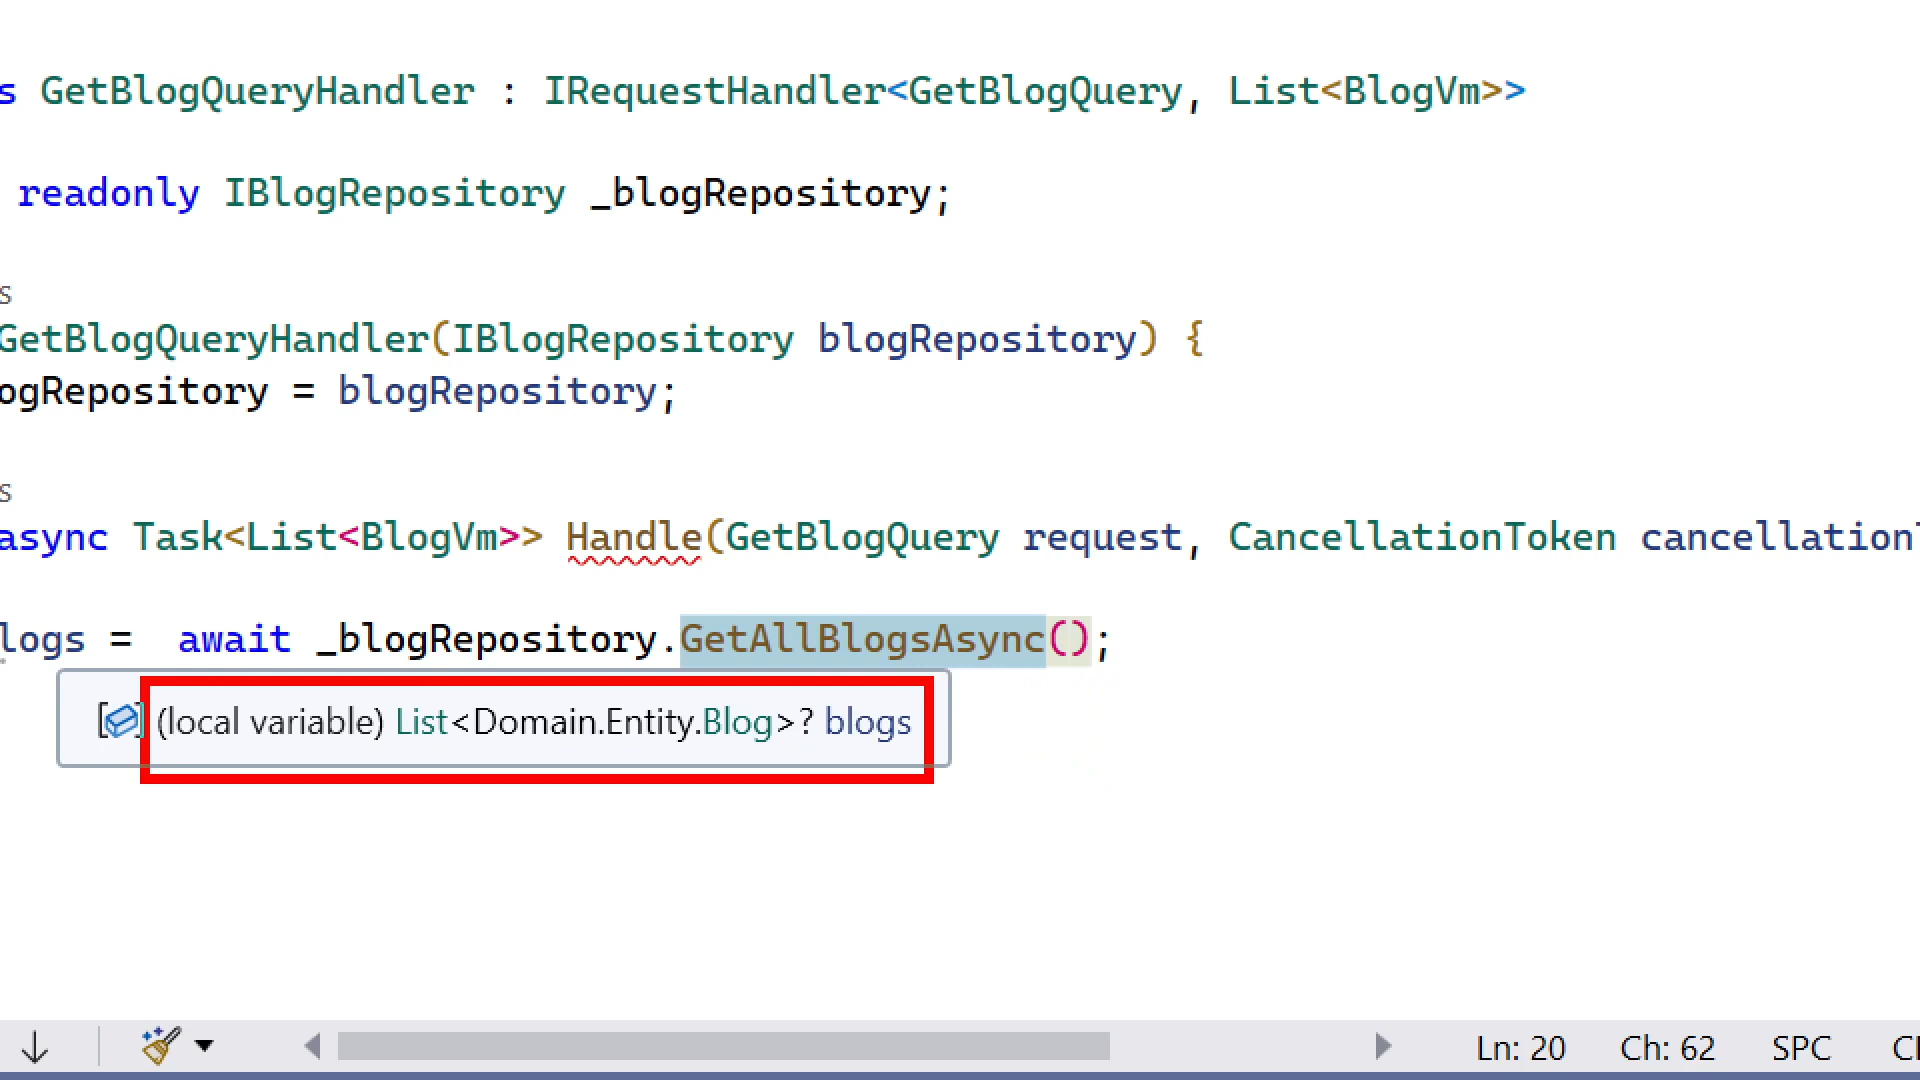 s GetBlogQueryHandler : IRequestHandler<GetBlogQuery, List<BlogVm>>
readonly IBlogRepository _blogRepository;
s
GetBlogQueryHandler(IBlogRepository blogRepository) {
ogRepository = blogRepository;
s
async Task<List<BlogVm>> Handle(GetBlogQuery request, CancellationToken cancellation
logs = await _blogRepository.GetAllBlogsAsync();
(local variable) List<Domain.Entity.Blog>? blogs
Ln: 20 Ch: 62 SPC